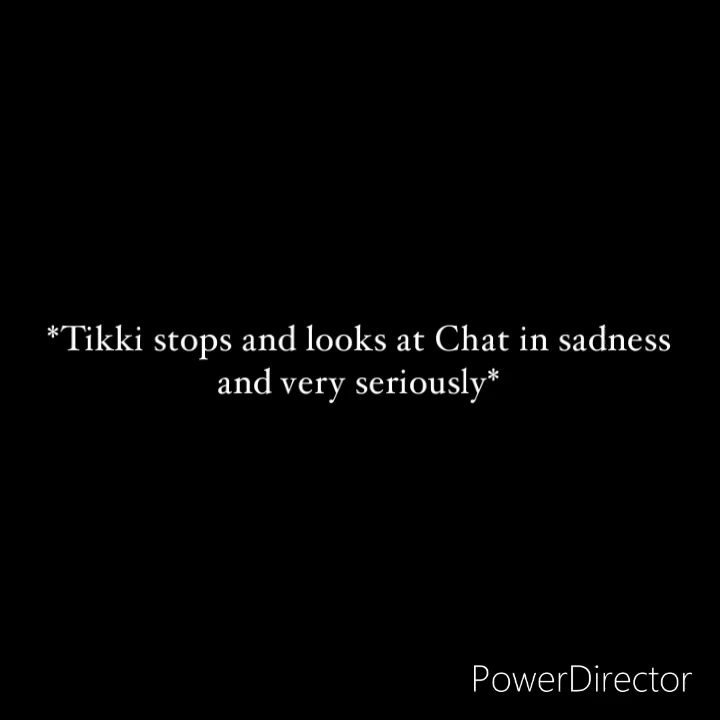 *Tikki stops and looks at Chat in sadness
and very seriously*
PowerDirector